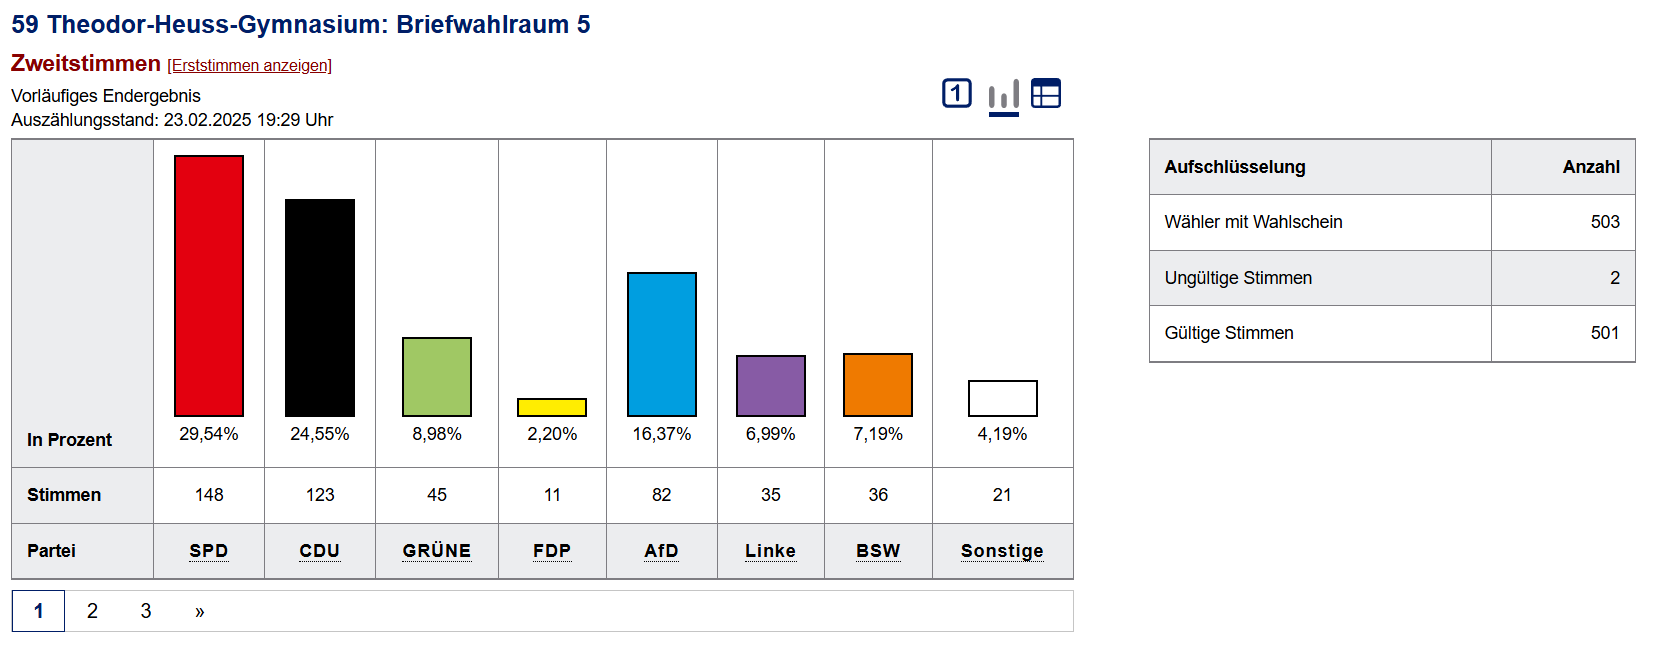 59 Theodor-Heuss-Gymnasium: Briefwahlraum 5
Zweitstimmen [Erststimmen anzeigen]
Vorläufiges Endergebnis
Auszählungsstand: 23.02.2025 19:29 Uhr
1
In Prozent 29,54% 24,55% 8,98% 2,20% 16,37% 6,99% 7,19% 4,19%
Stimmen 148 123 45 11 82 35 36 21
Partei SPD CDU GRÜNE FDP AfD Linke BSW Sonstige
1 2 3 »
Aufschlüsselung Anzahl
Wähler mit Wahlschein 503
Ungültige Stimmen 2
Gültige Stimmen 501